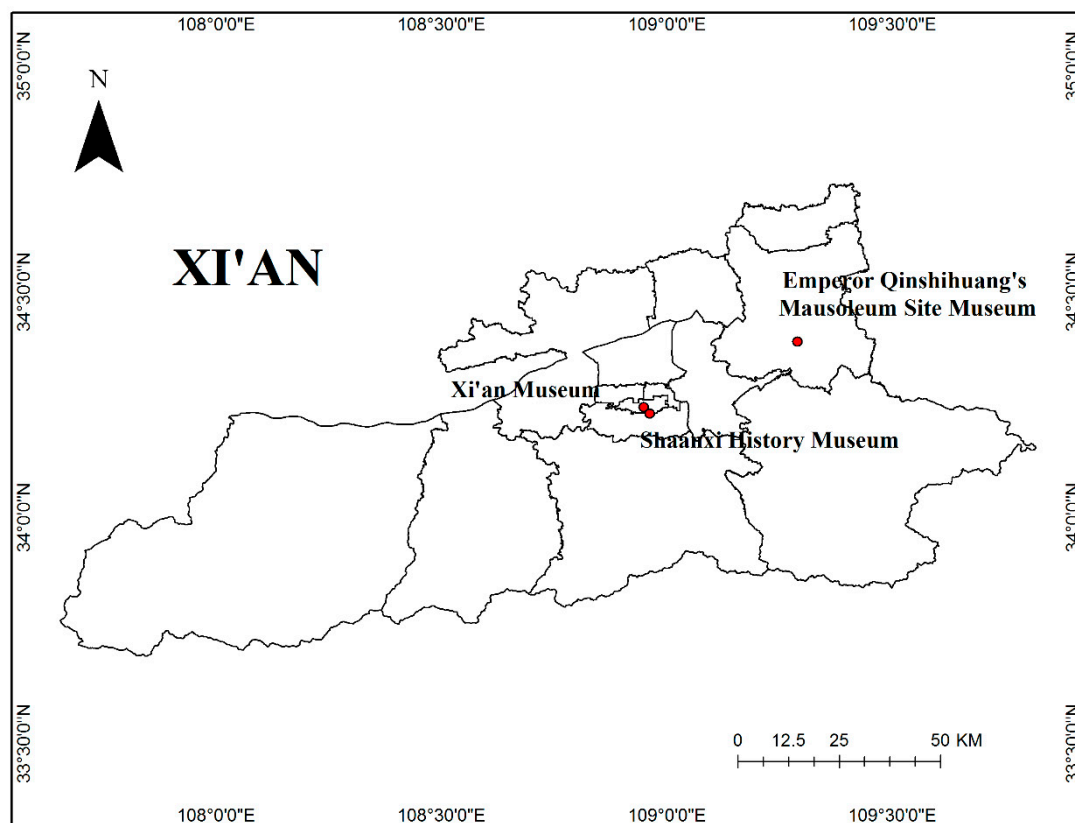 108°0'0"E 108°30'0"E 109°0'0"E 109°30'0"E
35°0'0"N
35°0'0"N
N
XI'AN
34°30'0"N
34°30'0"N
Emperor Qinshihuang's
Mausoleum Site Museum
Xi'an Museum
Shaanxi History Museum
34°0'0"N
34°0'0"N
33°30'0"N
33°30'0"N
0 12.5 25 50 KM
108°0'0"E 108°30'0"E 109°0'0"E 109°30'0"E